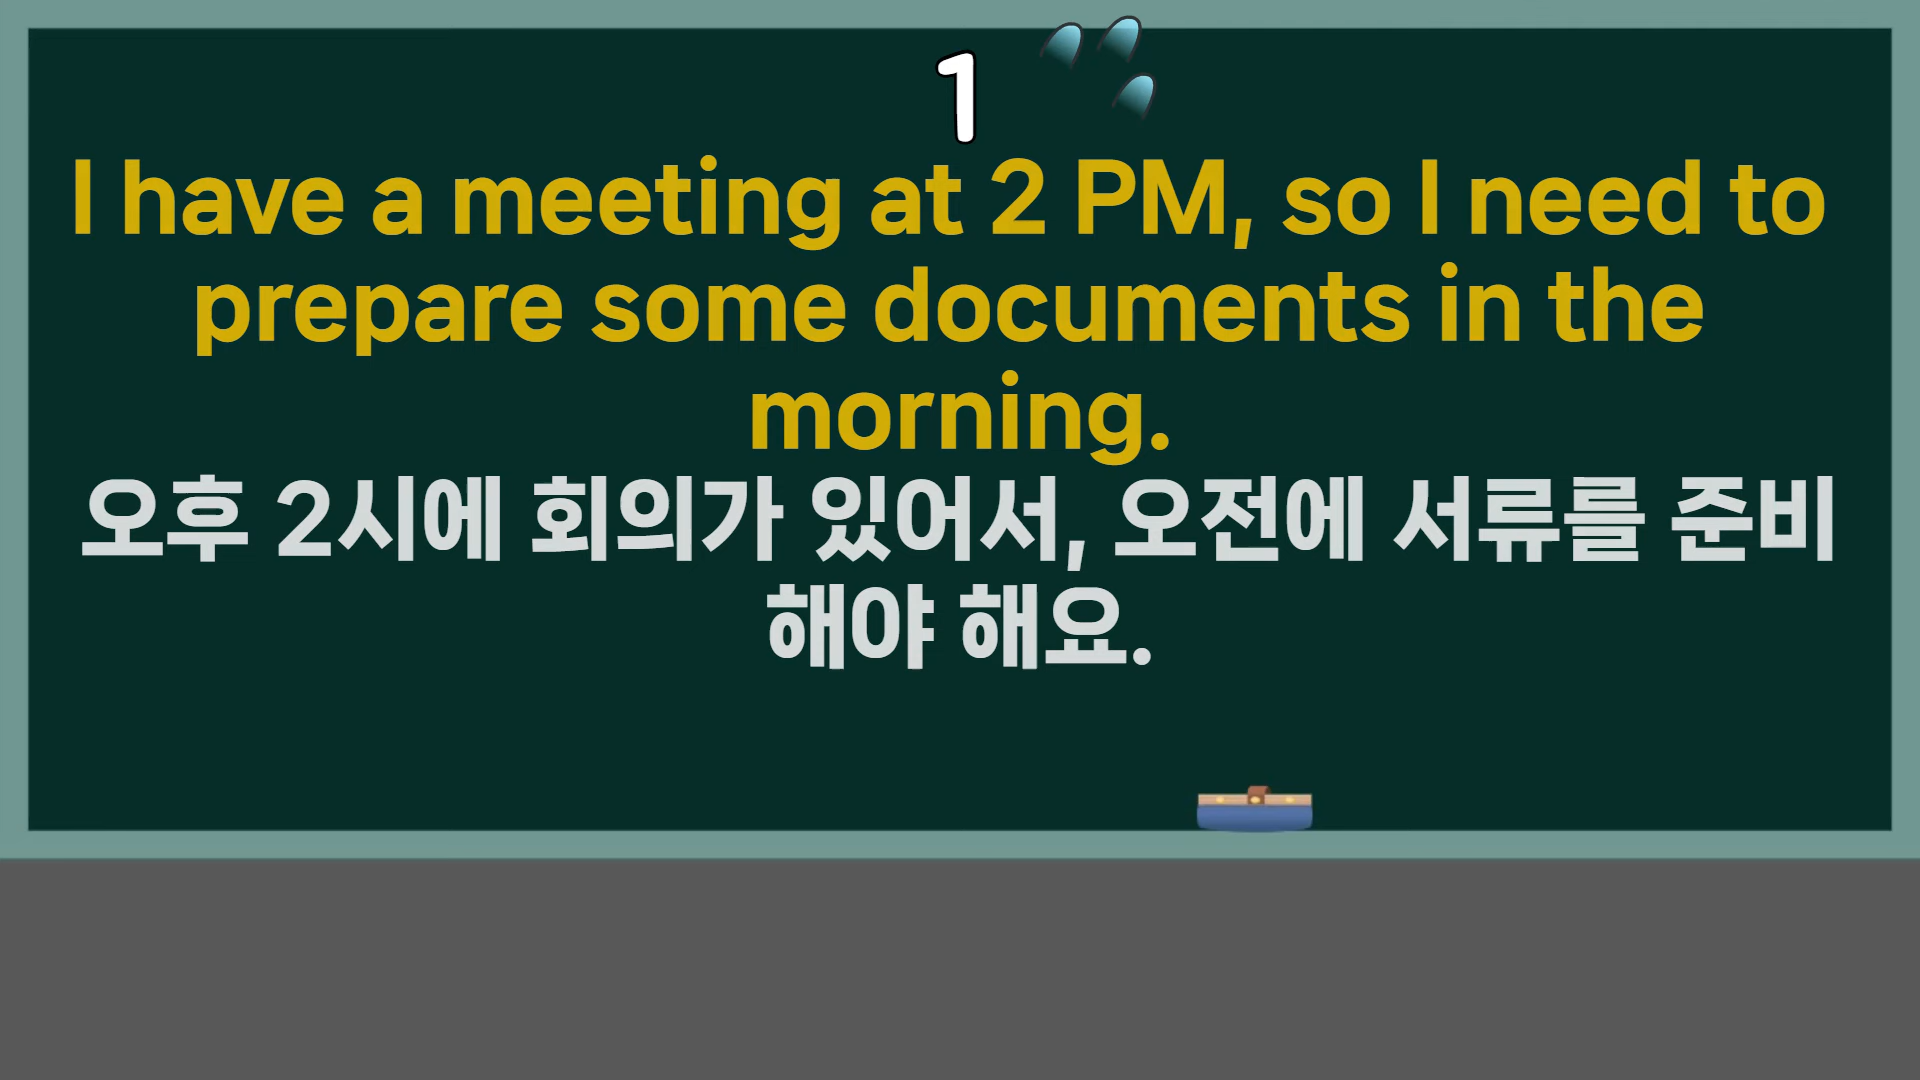 1
I have a meeting at 2 PM, so I need to
prepare some documents in the
morning.
오후 2시에 회의가 있어서, 오전에 서류를 준비
해야 해요.